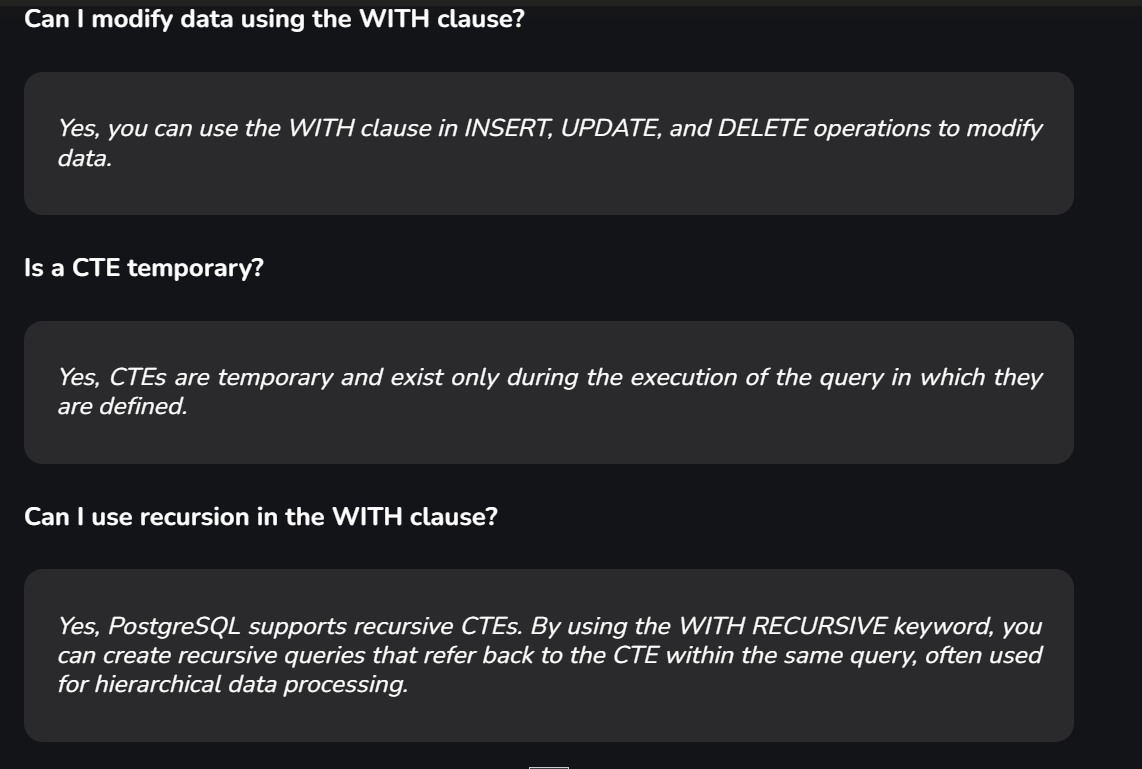 Can I modify data using the WITH clause?
Yes, you can use the WITH clause in INSERT, UPDATE, and DELETE operations to modify
data.
Is a CTE temporary?
Yes, CTEs are temporary and exist only during the execution of the query in which they
are defined.
Can I use recursion in the WITH clause?
Yes, PostgreSQL supports recursive CTEs. By using the WITH RECURSIVE keyword, you
can create recursive queries that refer back to the CTE within the same query, often used
for hierarchical data processing.